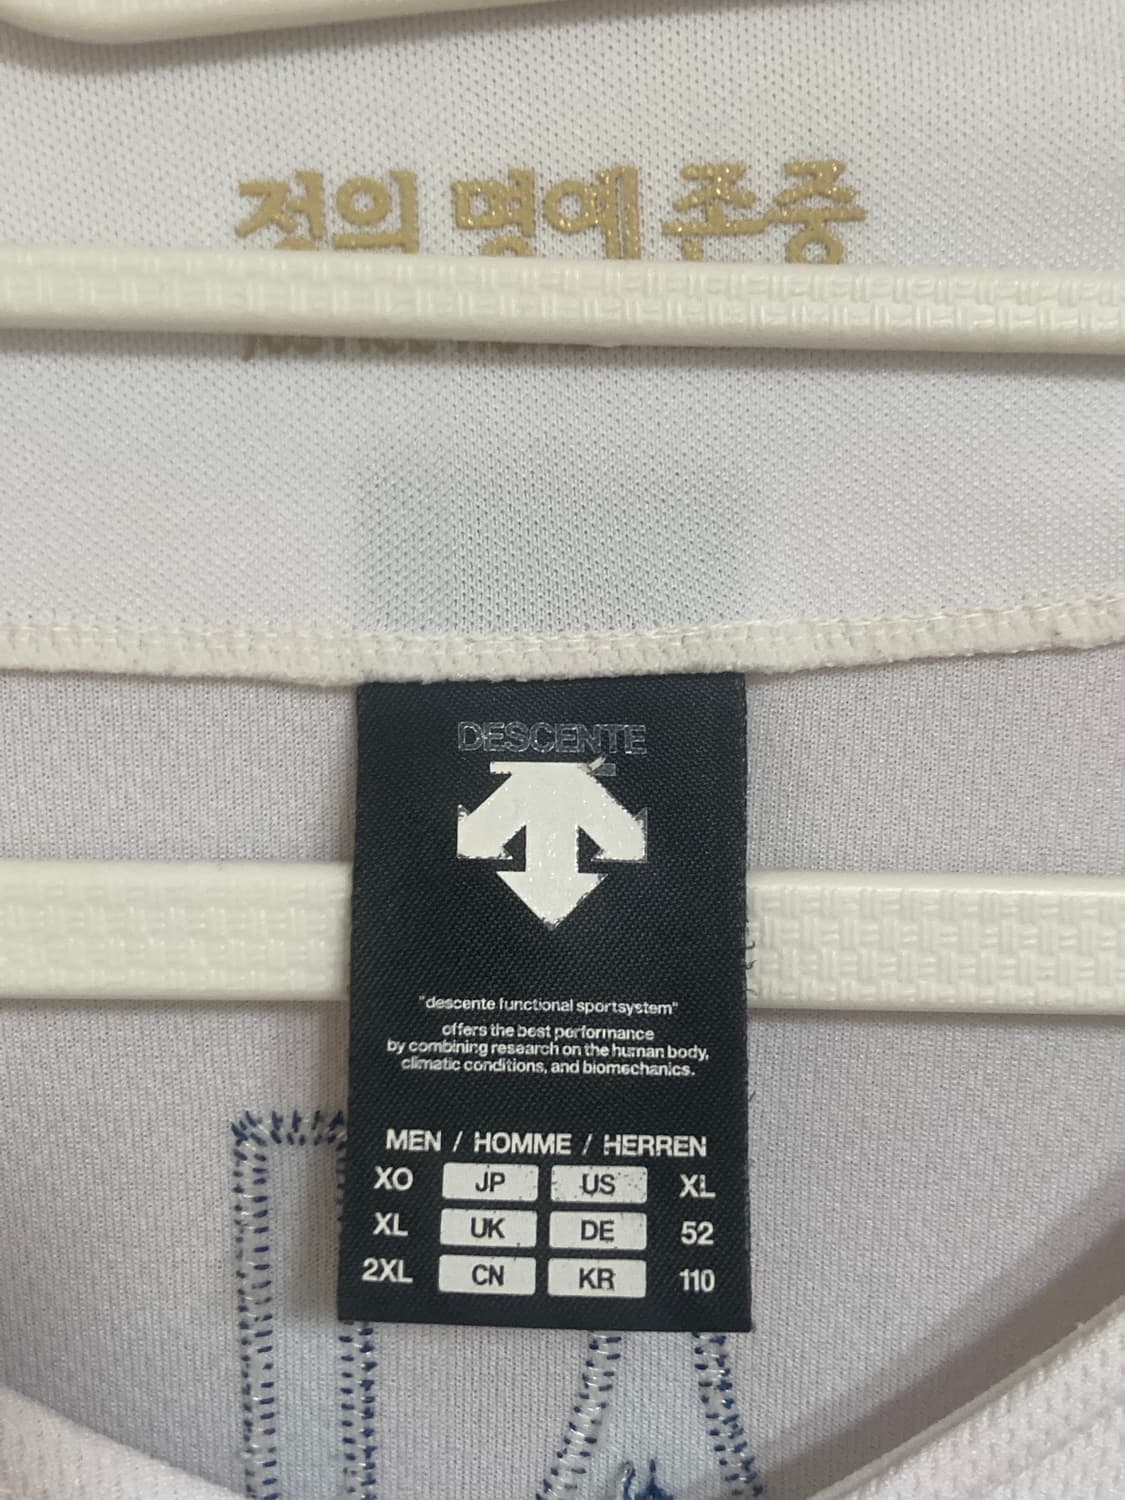 정의 명예 존중
DESCENTE
"descente functional sportsystem"
offers the best performance
by combining research on the human body,
climatic conditions, and biomechanics.
MEN / HOMME / HERREN
XO JP US XL
XL UK DE 52
2XL CN KR 110